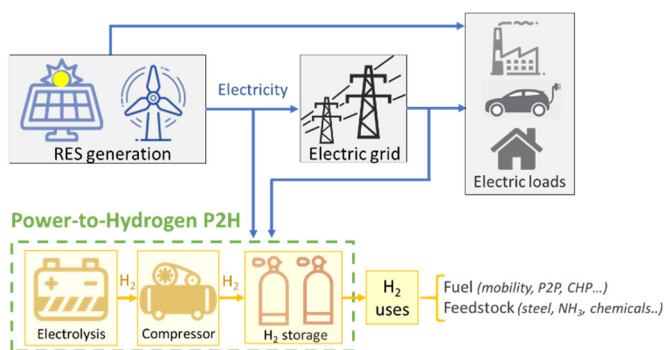 Electricity
RES generation
Electric grid
Electric loads
Power-to-Hydrogen P2H
H2
H2
Electrolysis
Compressor
H2 storage
H2
uses
Fuel (mobility, P2P, CHP...)
Feedstock (steel, NH3, chemicals..)